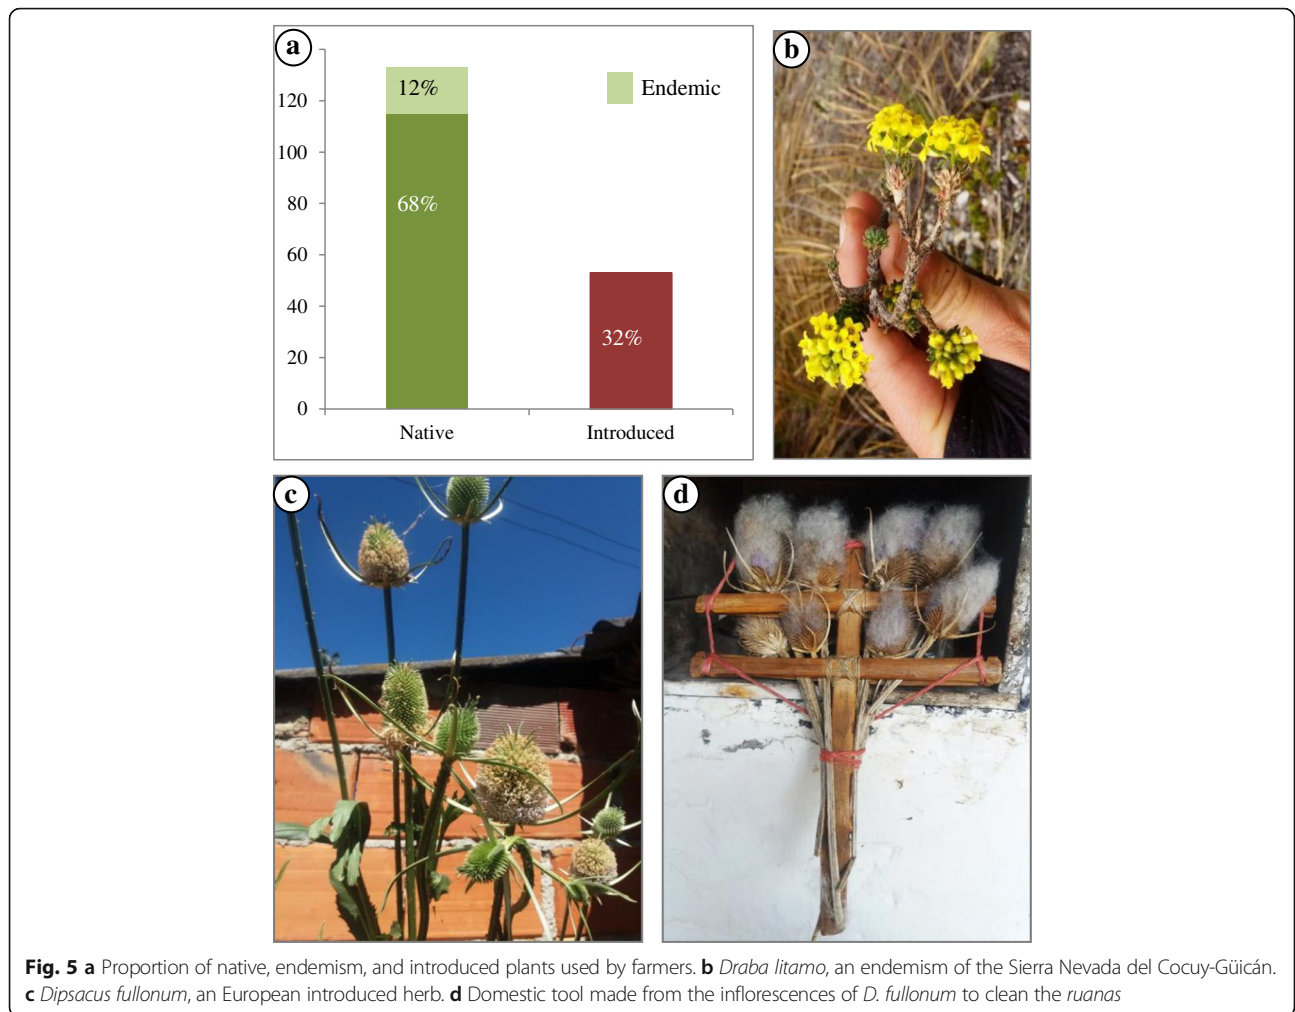 a
12%
Endemic
120
100
80
68%
60
40
32%
20
0
Native
Introduced
b
c
d
Fig. 5 a Proportion of native, endemism, and introduced plants used by farmers. b Draba litamo, an endemism of the Sierra Nevada del Cocuy-Güicán.
c Dipsacus fullonum, an European introduced herb. d Domestic tool made from the inflorescences of D. fullonum to clean the ruanas